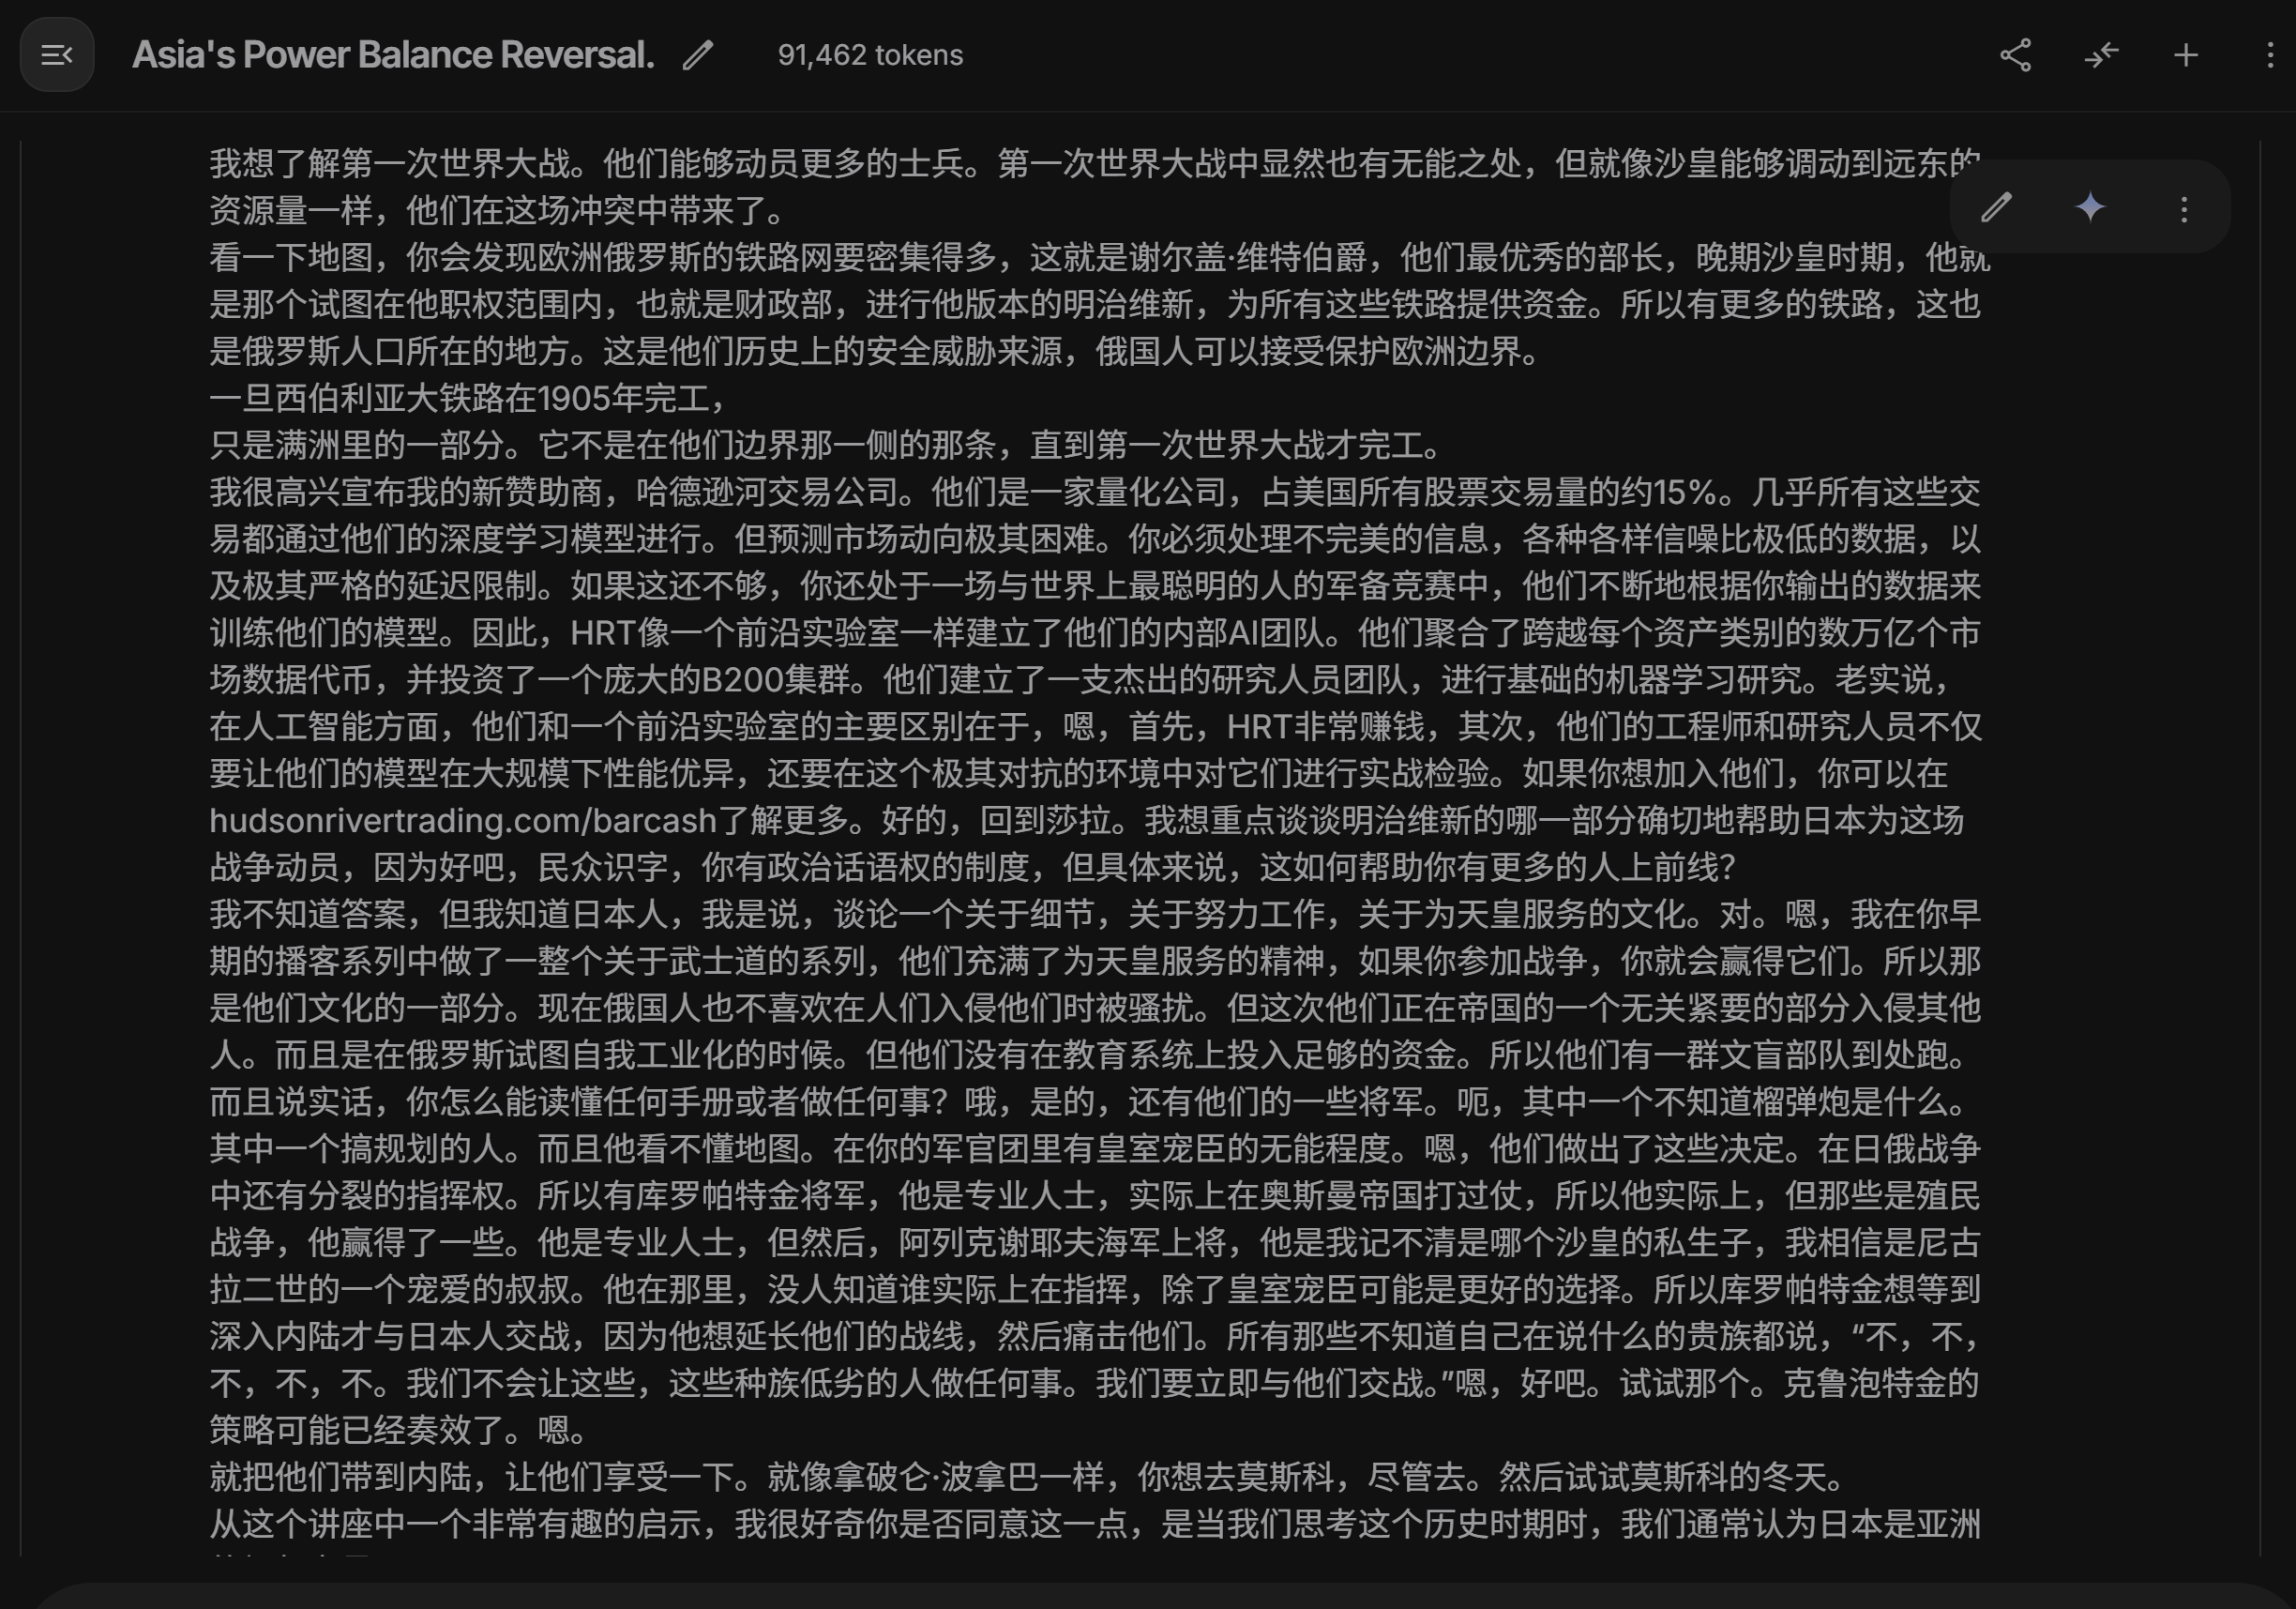 Asia's Power Balance Reversal.
91,462 tokens
我想了解第一次世界大战。他们能够动员更多的士兵。第一次世界大战中显然也有无能之处，但就像沙皇能够调动到远东的
资源量一样，他们在这场冲突中带来了。
看一下地图，你会发现欧洲俄罗斯的铁路网要密集得多，这就是谢尔盖·维特伯爵，他们最优秀的部长，晚期沙皇时期，他就
是那个试图在他职权范围内，也就是财政部，进行他版本的明治维新，为所有这些铁路提供资金。所以有更多的铁路，这也
是俄罗斯人口所在的地方。这是他们历史上的安全威胁来源，俄国人可以接受保护欧洲边界。
一旦西伯利亚大铁路在1905年完工，
只是满洲里的一部分。它不是在他们边界那一侧的那条，直到第一次世界大战才完工。
我很高兴宣布我的新赞助商，哈德逊河交易公司。他们是一家量化公司，占美国所有股票交易量的约15%。几乎所有这些交
易都通过他们的深度学习模型进行。但预测市场动向极其困难。你必须处理不完美的信息，各种各样信噪比极低的数据，以
及极其严格的延迟限制。如果这还不够，你还处于一场与世界上最聪明的人的军备竞赛中，他们不断地根据你输出的数据来
训练他们的模型。因此，HRT像一个前沿实验室一样建立了他们的内部AI团队。他们聚合了跨越每个资产类别的数万亿个市
场数据代币，并投资了一个庞大的B200集群。他们建立了一支杰出的研究人员团队，进行基础的机器学习研究。老实说，
在人工智能方面，他们和一个前沿实验室的主要区别在于，嗯，首先，HRT非常赚钱，其次，他们的工程师和研究人员不仅
要让他们的模型在大规模下性能优异，还要在这个极其对抗的环境中对它们进行实战检验。如果你想加入他们，你可以在
hudsonrivertrading.com/barcash了解更多。好的，回到莎拉。我想重点谈谈明治维新的哪一部分确切地帮助日本为这场
战争动员，因为好吧，民众识字，你有政治话语权的制度，但具体来说，这如何帮助你有更多的人上前线？
我不知道答案，但我知道日本人，我是说，谈论一个关于细节，关于努力工作，关于为天皇服务的文化。对。嗯，我在你早
期的播客系列中做了一整个关于武士道的系列，他们充满了为天皇服务的精神，如果你参加战争，你就会赢得它们。所以那
是他们文化的一部分。现在俄国人也不喜欢在人们入侵他们时被骚扰。但这次他们正在帝国的一个无关紧要的部分入侵其他
人。而且是在俄罗斯试图自我工业化的时候。但他们没有在教育系统上投入足够的资金。所以他们有一群文盲部队到处跑。
而且说实话，你怎么能读懂任何手册或者做任何事？哦，是的，还有他们的一些将军。呃，其中一个不知道榴弹炮是什么。
其中一个搞规划的人。而且他看不懂地图。在你的军官团里有皇室宠臣的无能程度。嗯，他们做出了这些决定。在日俄战争
中还有分裂的指挥权。所以有库罗帕特金将军，他是专业人士，实际上在奥斯曼帝国打过仗，所以他实际上，但那些是殖民
战争，他赢得了一些。他是专业人士，但然后，阿列克谢耶夫海军上将，他是我记不清是哪个沙皇的私生子，我相信是尼古
拉二世的一个宠爱的叔叔。他在那里，没人知道谁实际上在指挥，除了皇室宠臣可能是更好的选择。所以库罗帕特金想等到
深入内陆才与日本人交战，因为他想延长他们的战线，然后痛击他们。所有那些不知道自己在说什么的贵族都说，“不，不，
不，不，不。我们不会让这些，这些种族低劣的人做任何事。我们要立即与他们交战。”嗯，好吧。试试那个。克鲁泡特金的
策略可能已经奏效了。嗯。
就把他们带到内陆，让他们享受一下。就像拿破仑·波拿巴一样，你想去莫斯科，尽管去。然后试试莫斯科的冬天。
从这个讲座中一个非常有趣的启示，我很好奇你是否同意这一点，是当我们思考这个历史时期时，我们通常认为日本是亚洲